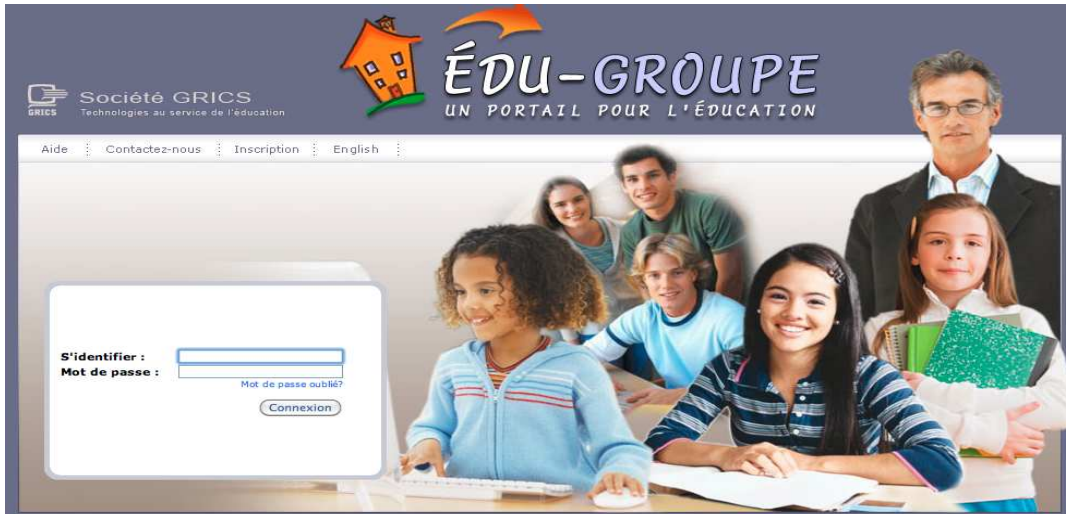 ÉDU-GROUPE
UN PORTAIL POUR L'ÉDUCATION
GRICS
Société GRICS
Technologies au service de l'éducation
Aide
Contactez-nous
Inscription
English
S'identifier :
Mot de passe :
Mot de passe oublié?
Connexion